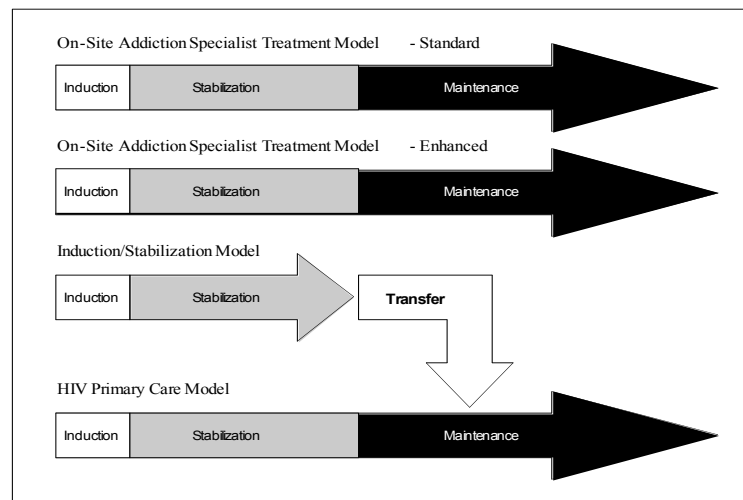 On-Site Addiction Specialist Treatment Model - Standard
Induction Stabilization Maintenance
On-Site Addiction Specialist Treatment Model - Enhanced
Induction Stabilization Maintenance
Induction/Stabilization Model
Induction Stabilization Transfer
HIV Primary Care Model
Induction Stabilization Maintenance